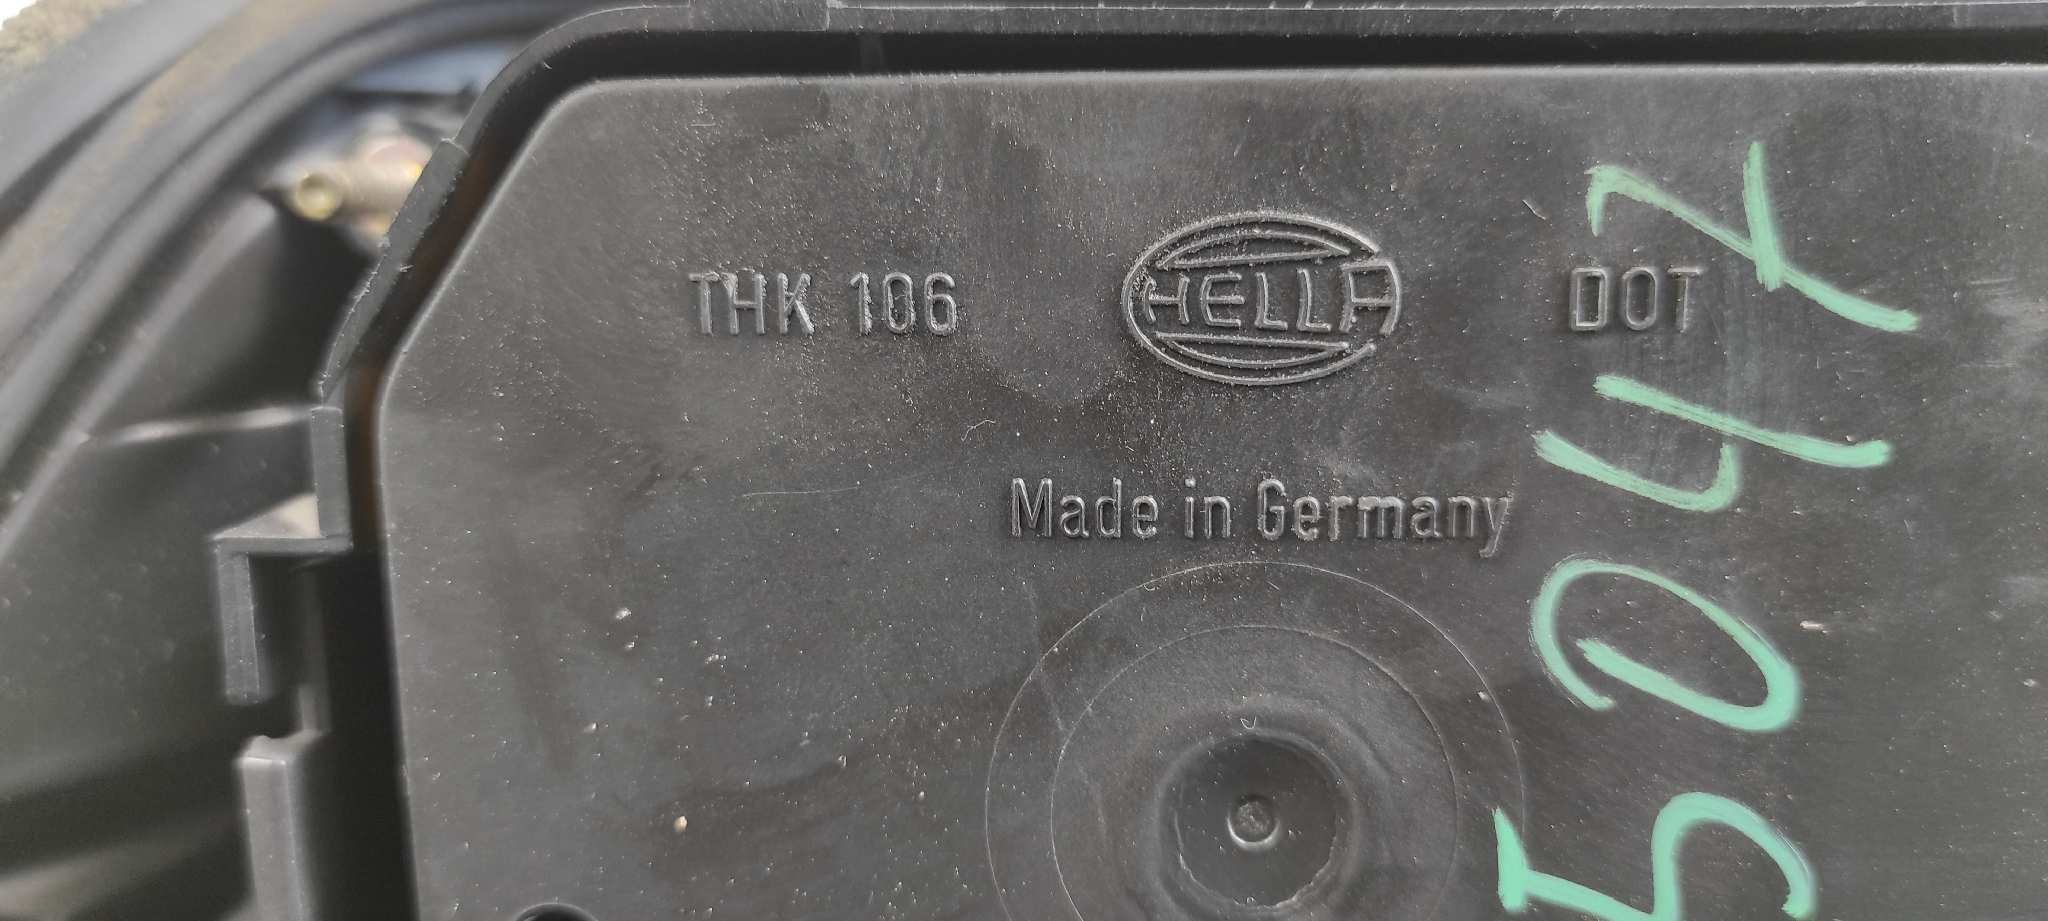 THK 106 HELLA DOT
Made in Germany
5047